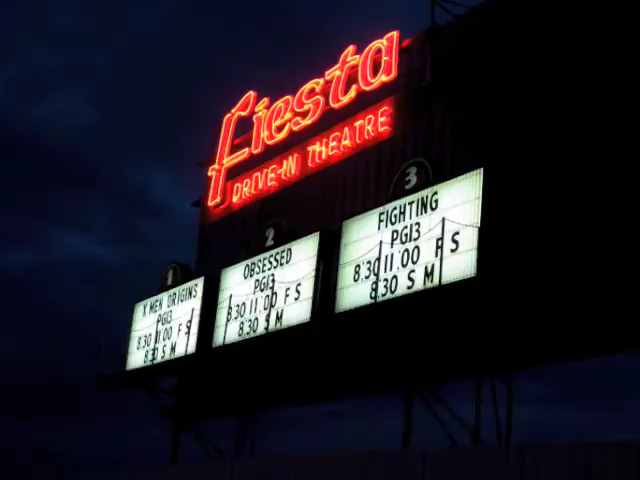 Fiesta
DRIVE-IN THEATRE
1
X MEN ORIGINS
PG13
8:30 11:00 F S
8:30 S M
2
OBSESSED
PG13
8:30 11:00 F S
8:30 S M
3
FIGHTING
PG13
8:30 11:00 F S
8:30 S M